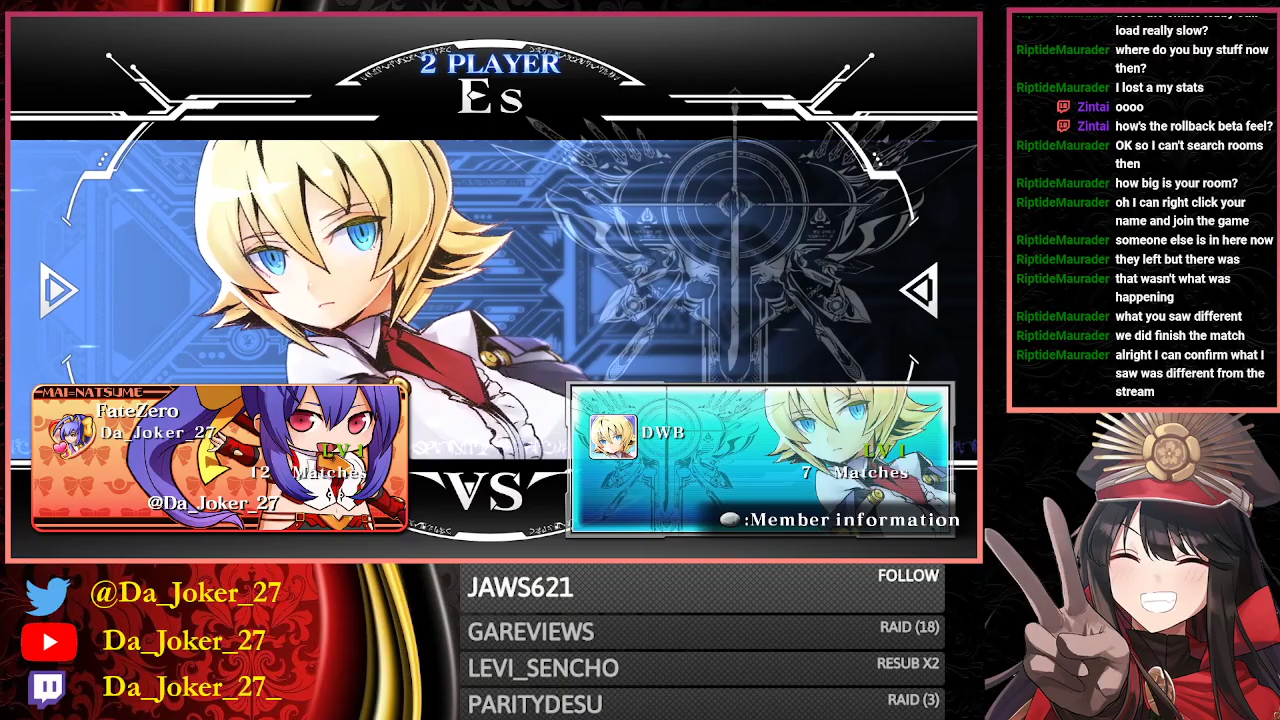 2 PLAYER
Es
MAI=NATSUME
FateZero
Da_Joker_27
LV 1
12 Matches
@Da_Joker_27
VS
DWB
LV 1
7 Matches
:Member information
@Da_Joker_27
Da_Joker_27
Da_Joker_27_
JAWS621 FOLLOW
GAREVIEWS RAID (18)
LEVI_SENCHO RESUB X2
PARITYDESU RAID (3)
load really slow?
RiptideMaurader where do you buy stuff now
then?
RiptideMaurader I lost a my stats
Zintai oooo
Zintai how's the rollback beta feel?
RiptideMaurader OK so I can't search rooms
then
RiptideMaurader how big is your room?
RiptideMaurader oh I can right click your
name and join the game
RiptideMaurader someone else is in here now
RiptideMaurader they left but there was
RiptideMaurader that wasn't what was
happening
RiptideMaurader what you saw different
RiptideMaurader we did finish the match
RiptideMaurader alright I can confirm what I
saw was different from the
stream